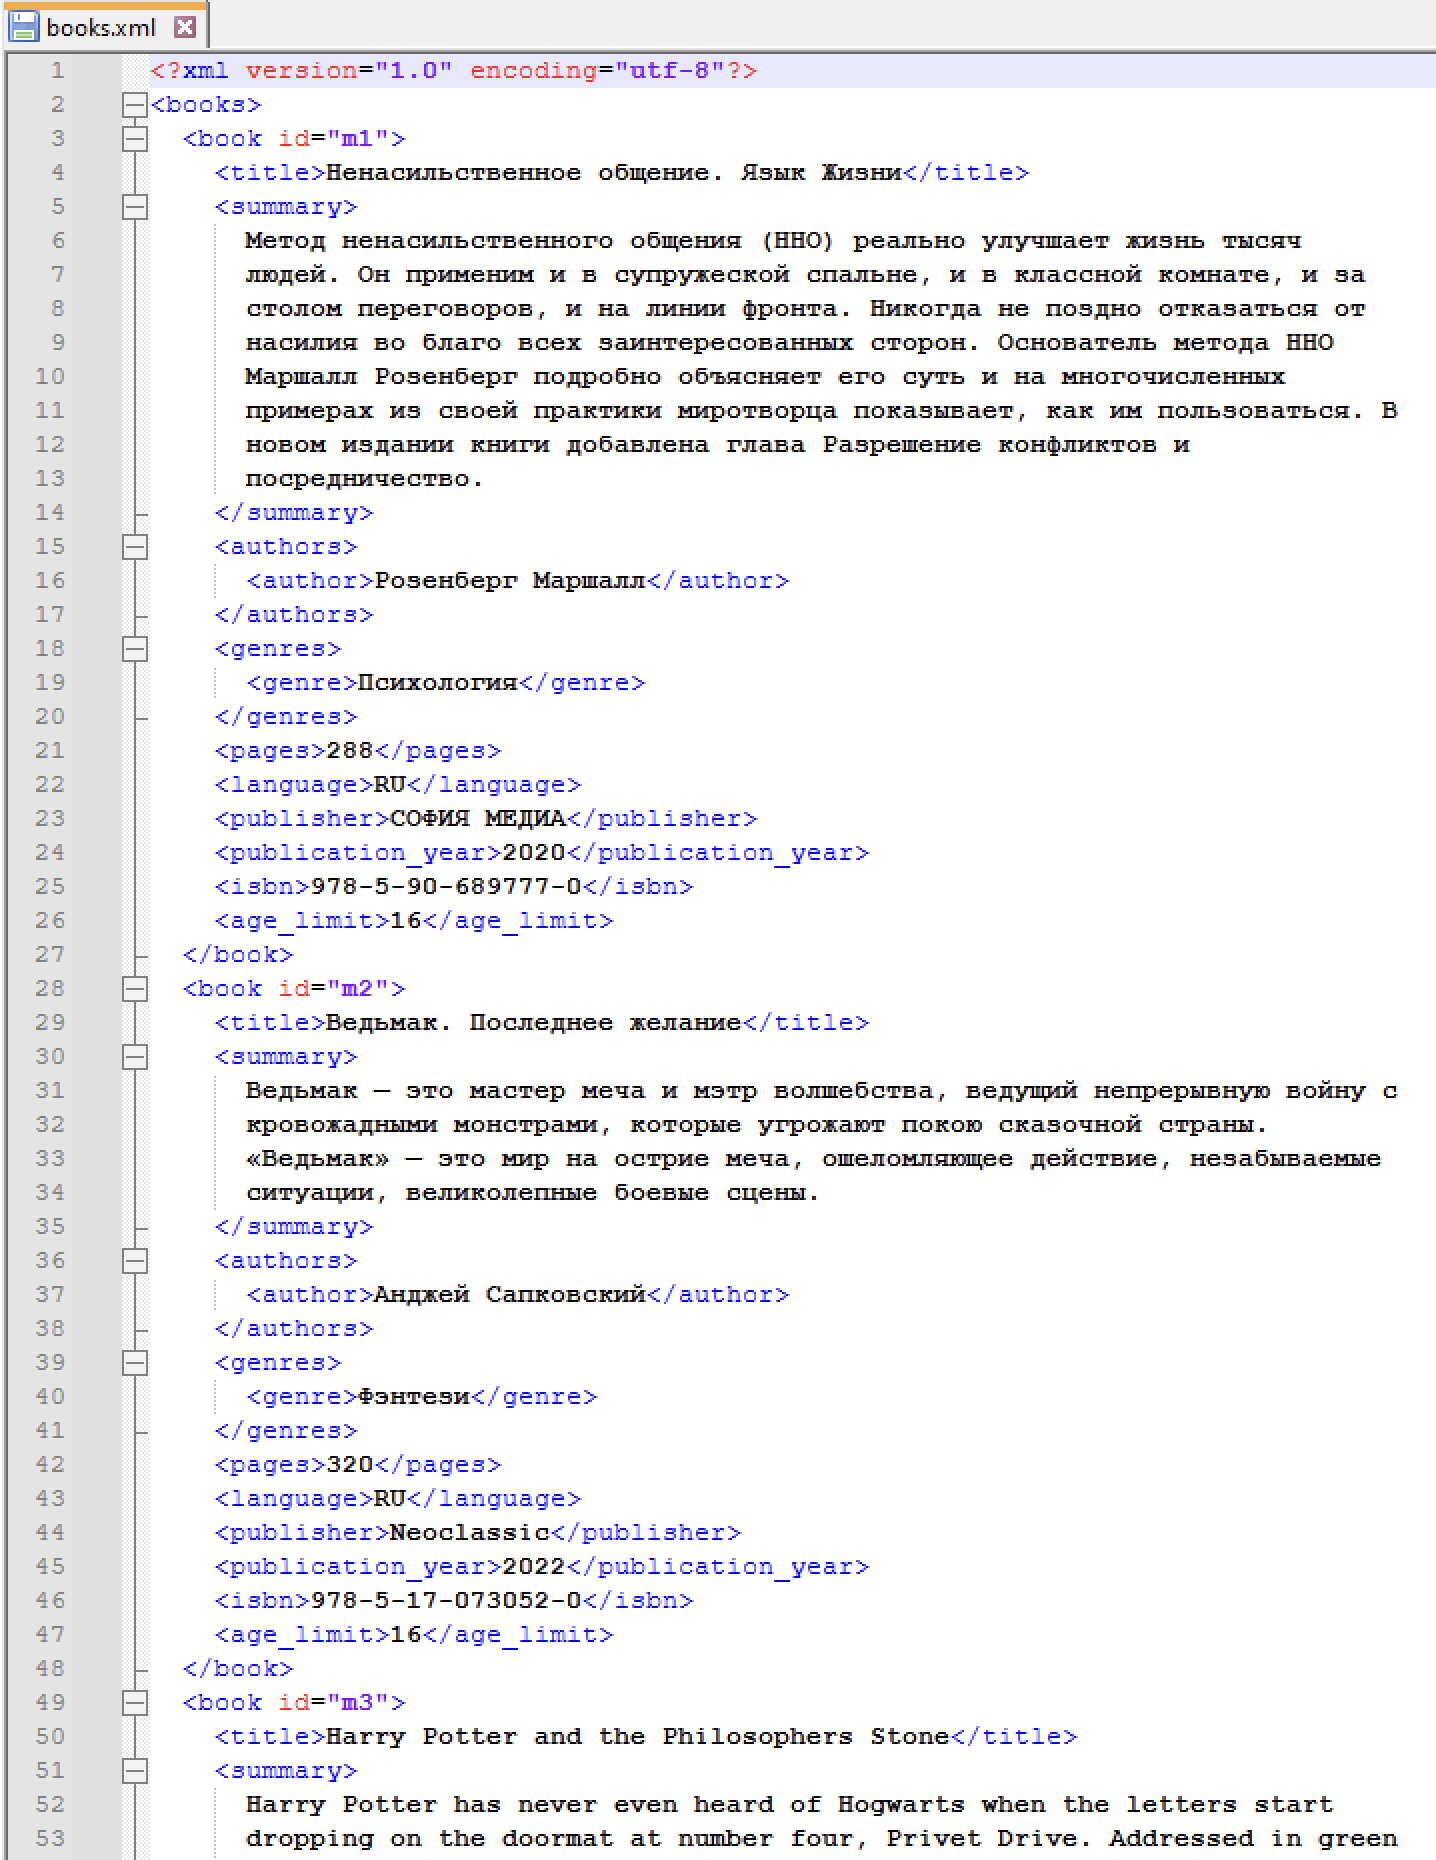 books.xml
1 <?xml version="1.0" encoding="utf-8"?>
2 <books>
3 <book id="m1">
4 <title>Ненасильственное общение. Язык Жизни</title>
5 <summary>
6 Метод ненасильственного общения (ННО) реально улучшает жизнь тысяч
7 людей. Он применим и в супружеской спальне, и в классной комнате, и за
8 столом переговоров, и на линии фронта. Никогда не поздно отказаться от
9 насилия во благо всех заинтересованных сторон. Основатель метода ННО
10 Маршалл Розенберг подробно объясняет его суть и на многочисленных
11 примерах из своей практики миротворца показывает, как им пользоваться. В
12 новом издании книги добавлена глава Разрешение конфликтов и
13 посредничество.
14 </summary>
15 <authors>
16 <author>Розенберг Маршалл</author>
17 </authors>
18 <genres>
19 <genre>Психология</genre>
20 </genres>
21 <pages>288</pages>
22 <language>RU</language>
23 <publisher>СОФИЯ МЕДИА</publisher>
24 <publication_year>2020</publication_year>
25 <isbn>978-5-90-689777-0</isbn>
26 <age_limit>16</age_limit>
27 </book>
28 <book id="m2">
29 <title>Ведьмак. Последнее желание</title>
30 <summary>
31 Ведьмак — это мастер меча и мэтр волшебства, ведущий непрерывную войну с
32 кровожадными монстрами, которые угрожают покою сказочной страны.
33 «Ведьмак» — это мир на острие меча, ошеломляющее действие, незабываемые
34 ситуации, великолепные боевые сцены.
35 </summary>
36 <authors>
37 <author>Анджей Сапковский</author>
38 </authors>
39 <genres>
40 <genre>Фэнтези</genre>
41 </genres>
42 <pages>320</pages>
43 <language>RU</language>
44 <publisher>Neoclassic</publisher>
45 <publication_year>2022</publication_year>
46 <isbn>978-5-17-073052-0</isbn>
47 <age_limit>16</age_limit>
48 </book>
49 <book id="m3">
50 <title>Harry Potter and the Philosophers Stone</title>
51 <summary>
52 Harry Potter has never even heard of Hogwarts when the letters start
53 dropping on the doormat at number four, Privet Drive. Addressed in green